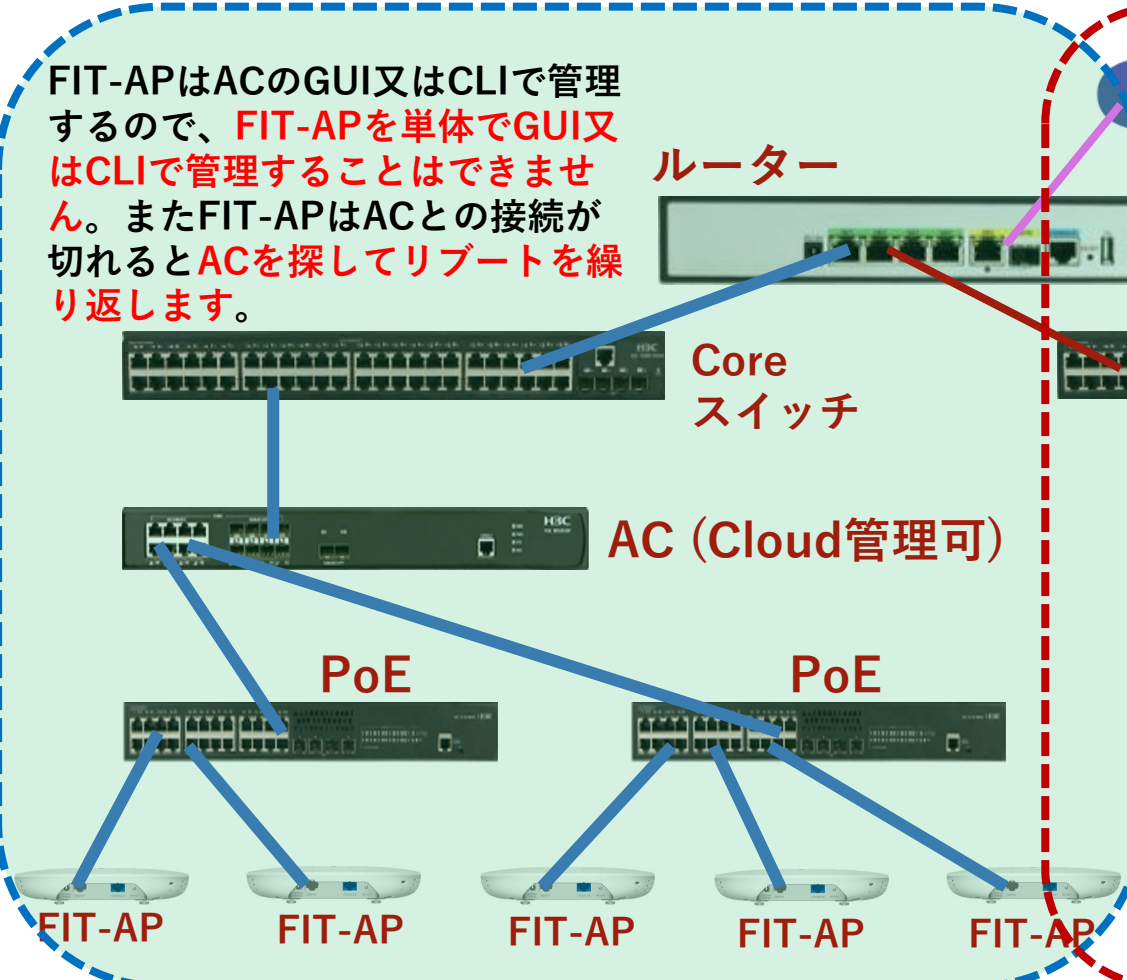 FIT-APはACのGUI又はCLIで管理
するので、FIT-APを単体でGUI又
はCLIで管理することはできませ
ん。またFIT-APはACとの接続が
切れるとACを探してリブートを繰
り返します。
ルーター
H3C
Core
スイッチ
H3C
AC (Cloud管理可)
PoE
PoE
FIT-AP
FIT-AP
FIT-AP
FIT-AP
FIT-AP